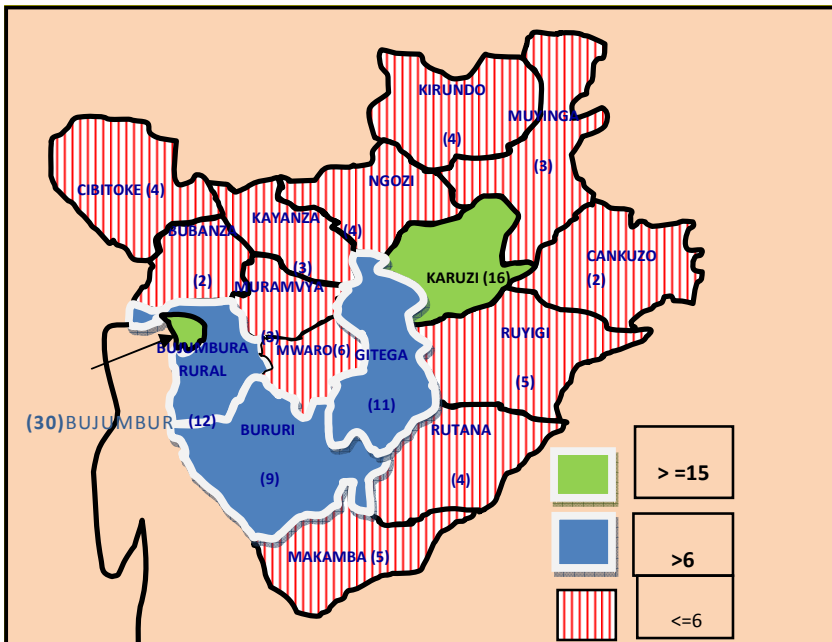 KIRUNDO
(4)
MUYINGA
(3)
NGOZI
(4)
CIBITOKE (4)
KAYANZA
(3)
BUBANZA
(2)
KARUZI (16)
CANKUZO
(2)
MURAMVYA
(3)
MWARO(6)
GITEGA
(11)
RUYIGI
(5)
BUJUMBURA
RURAL
(12)
(30)BUJUMBUR
BURURI
(9)
RUTANA
(4)
MAKAMBA (5)
> =15
>6
<=6